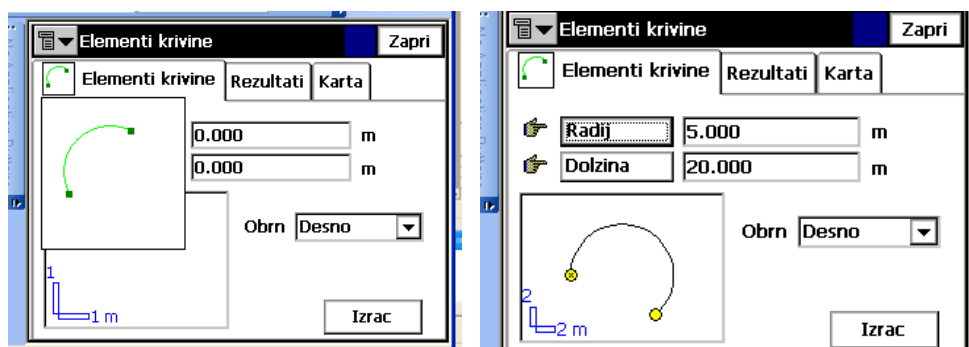 Elementi krivine Zapri
Elementi krivine Rezultati Karta
0.000 m
0.000 m
Obrn Desno
1
1 m
Izrac
Elementi krivine Zapri
Elementi krivine Rezultati Karta
Radij 5.000 m
Dolzina 20.000 m
Obrn Desno
2
2 m
Izrac